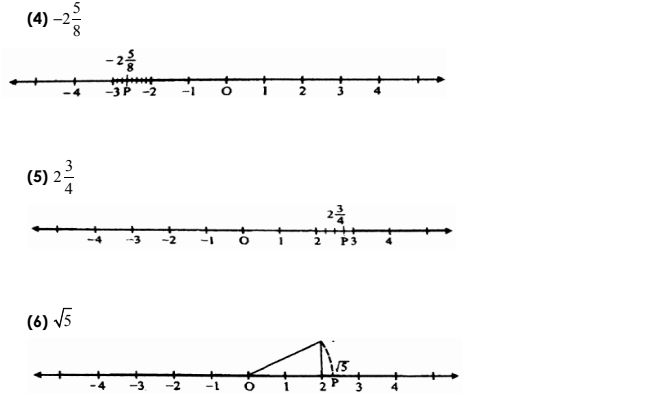 (4) –2 5/8
–2 5/8
–4 –3 P –2 –1 O 1 2 3 4
(5) 2 3/4
2 3/4
–4 –3 –2 –1 O 1 2 P 3 4
(6) √5
√5
–4 –3 –2 –1 O 1 2 P 3 4